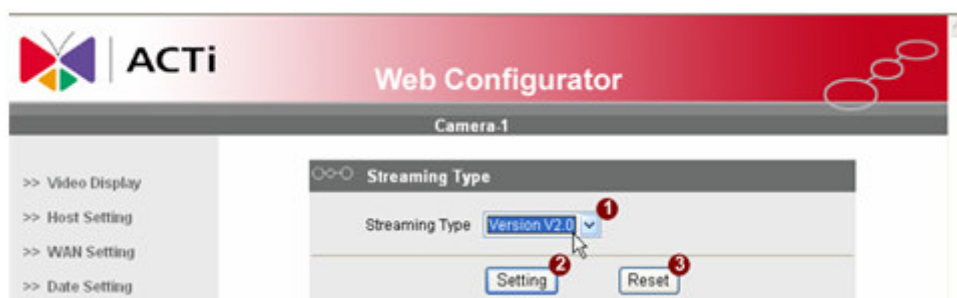 ACTi
Web Configurator
Camera-1
>> Video Display
>> Host Setting
>> WAN Setting
>> Date Setting
Streaming Type
Streaming Type Version V2.0 1
Setting 2 Reset 3